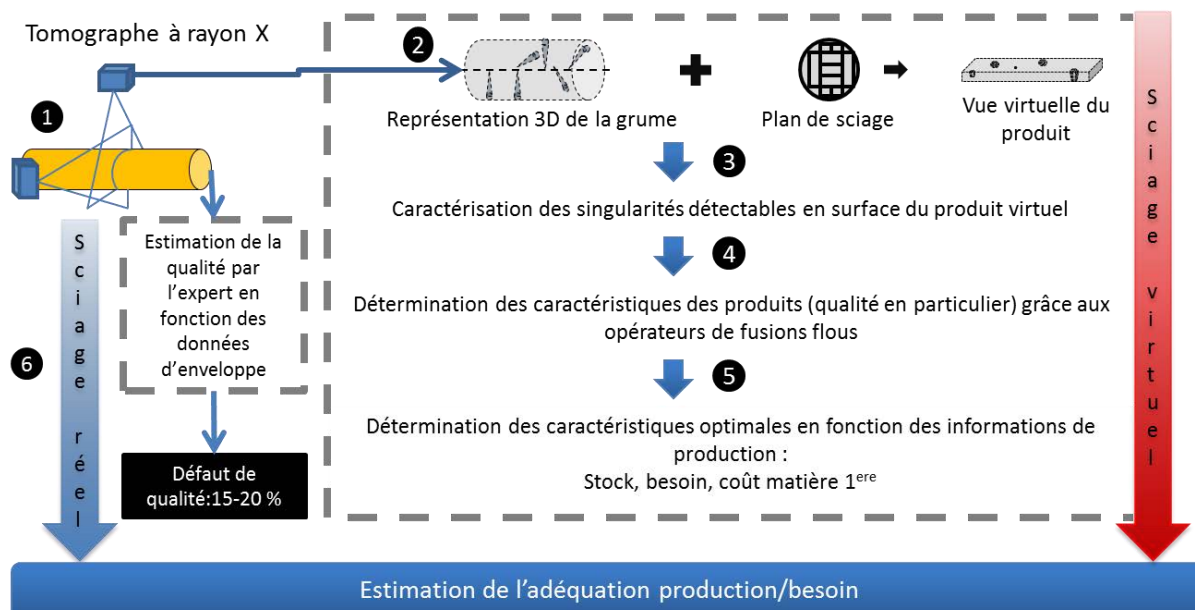 Tomographe à rayon X
1
2
Représentation 3D de la grume
Plan de sciage
Vue virtuelle du
produit
3
Caractérisation des singularités détectables en surface du produit virtuel
4
Détermination des caractéristiques des produits (qualité en particulier) grâce aux
opérateurs de fusions flous
5
Détermination des caractéristiques optimales en fonction des informations de
production :
Stock, besoin, coût matière 1ere
Sciage virtuel
Estimation de la
qualité par
l'expert en
fonction des
données
d'enveloppe
Défaut de
qualité:15-20 %
6
Sciage réel
Estimation de l'adéquation production/besoin